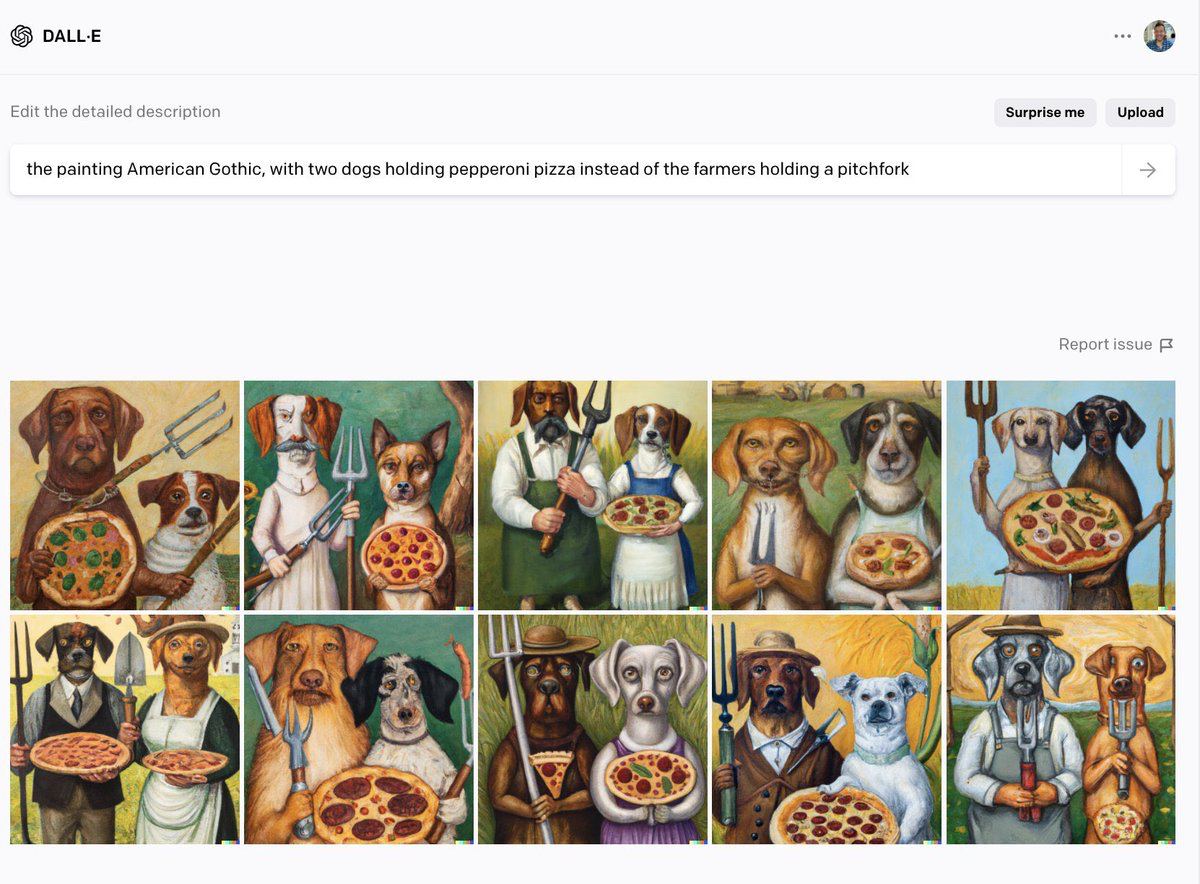 DALL·E
Edit the detailed description
Surprise me
Upload
the painting American Gothic, with two dogs holding pepperoni pizza instead of the farmers holding a pitchfork
Report issue